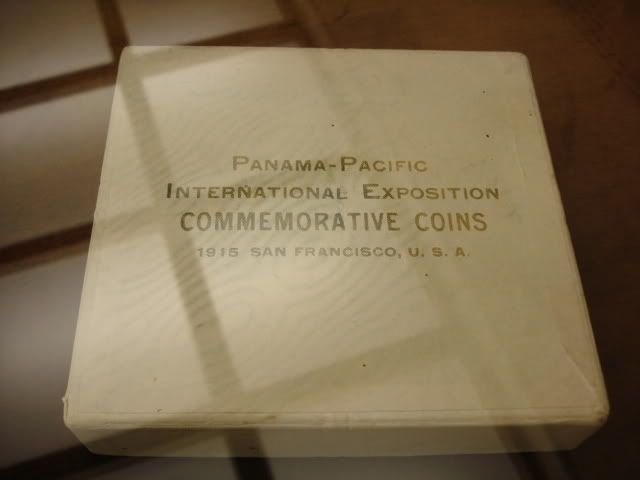 PANAMA-PACIFIC
INTERNATIONAL EXPOSITION
COMMEMORATIVE COINS
1915 SAN FRANCISCO, U. S. A.